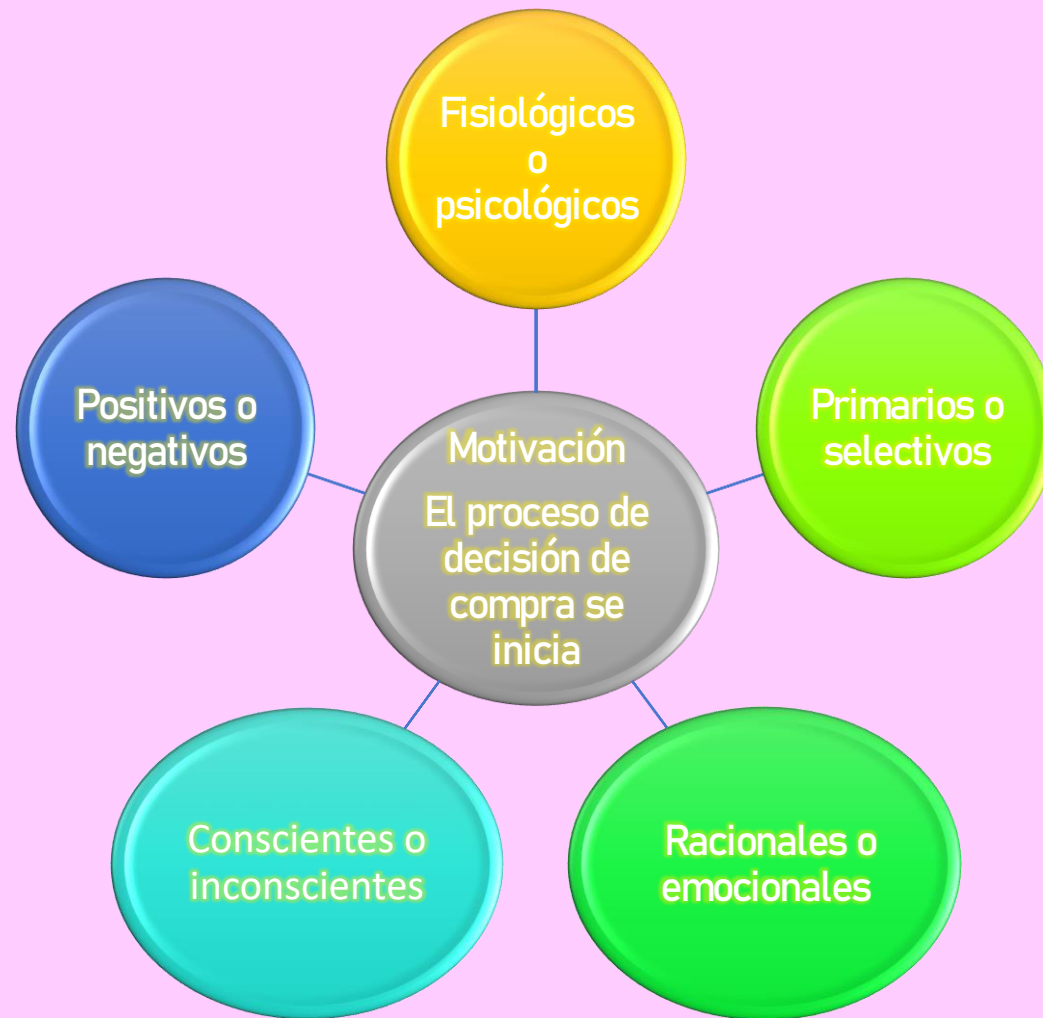 Fisiológicos
o
psicológicos
Positivos o
negativos
Primarios o
selectivos
Motivación
El proceso de
decisión de
compra se
inicia
Conscientes o
inconscientes
Racionales o
emocionales